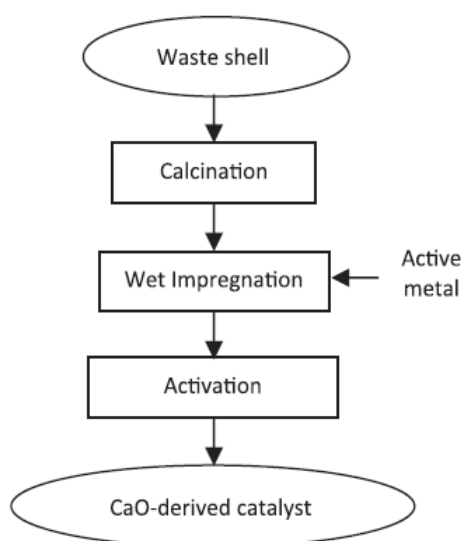 Waste shell
Calcination
Wet Impregnation
Active
metal
Activation
CaO-derived catalyst